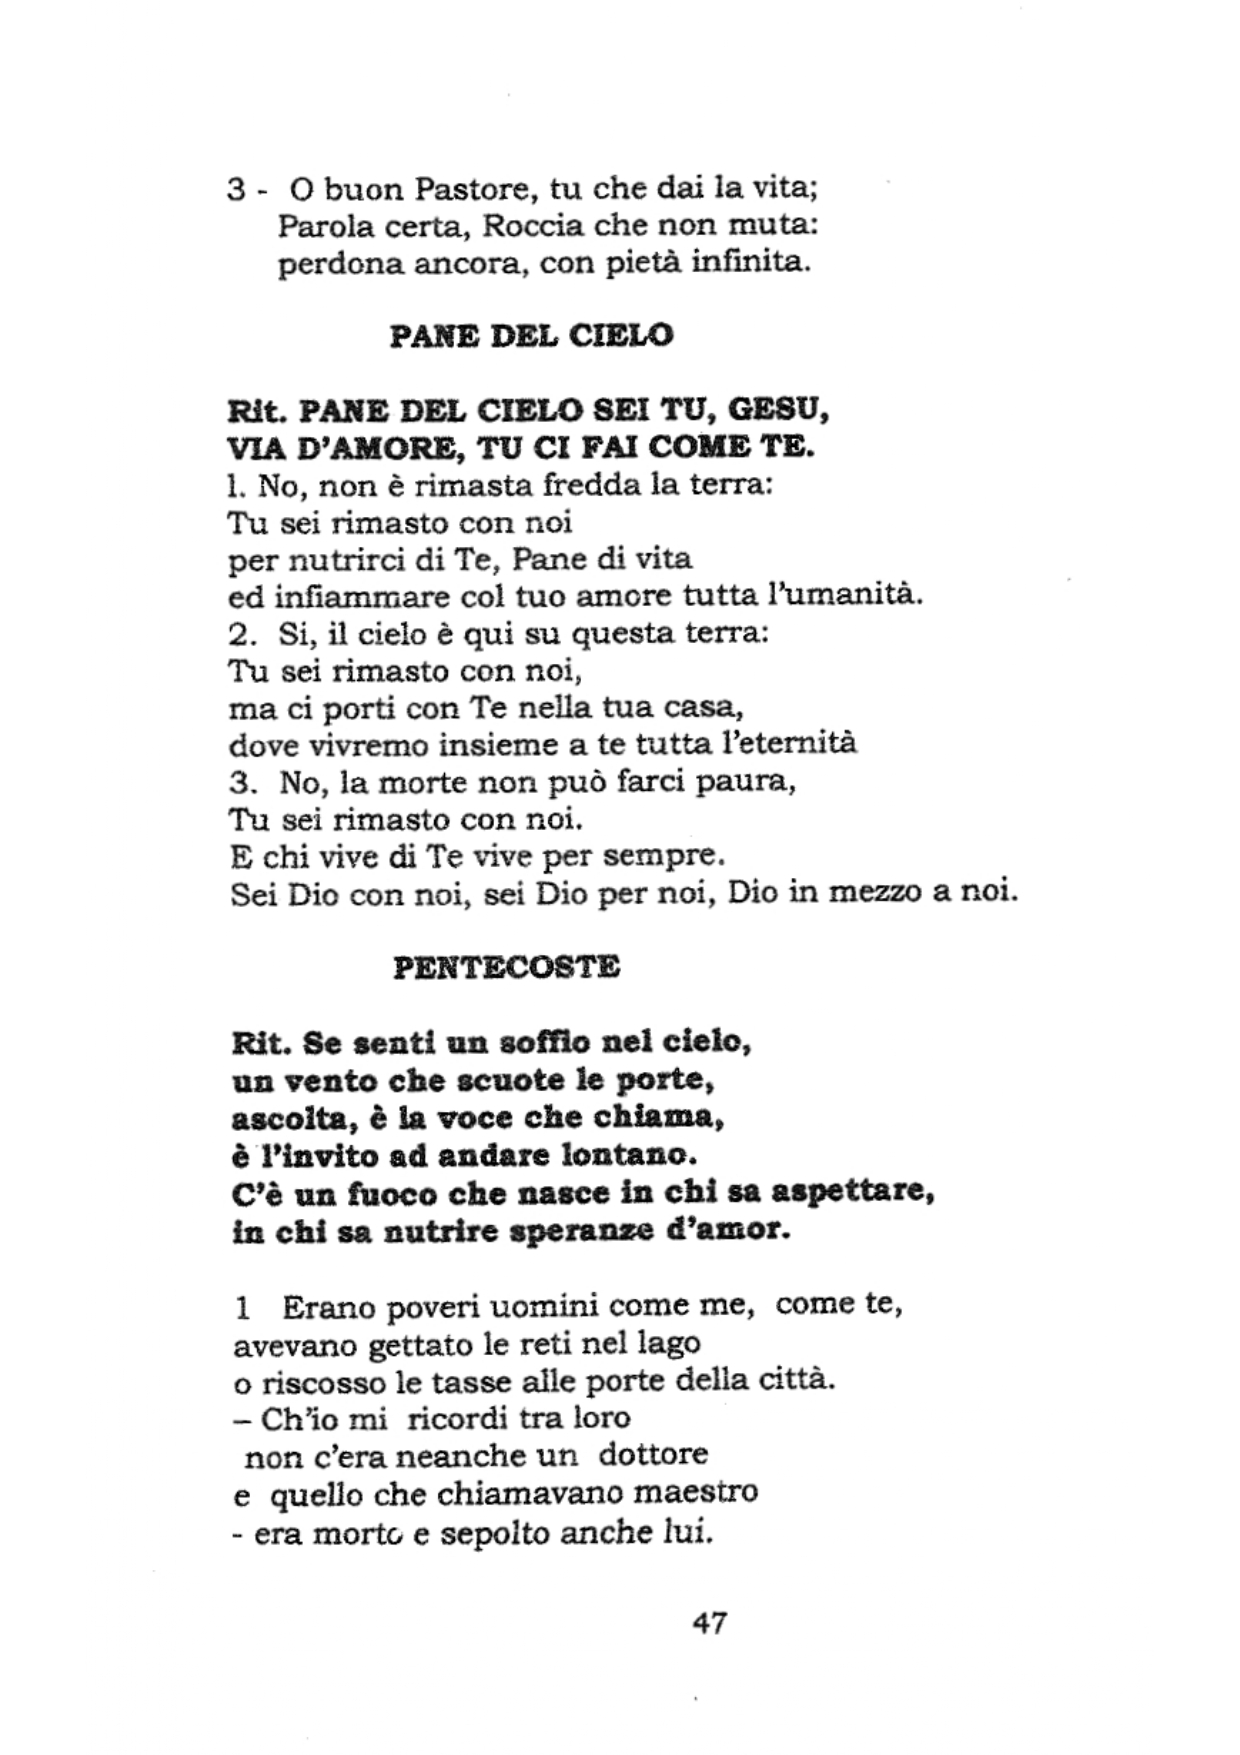 3 - O buon Pastore, tu che dai la vita;
Parola certa, Roccia che non muta:
perdona ancora, con pietà infinita.
PANE DEL CIELO
Rit. PANE DEL CIELO SEI TU, GESU,
VIA D'AMORE, TU CI FAI COME TE.
1. No, non è rimasta fredda la terra:
Tu sei rimasto con noi
per nutrirci di Te, Pane di vita
ed infiammare col tuo amore tutta l'umanità.
2. Si, il cielo è qui su questa terra:
Tu sei rimasto con noi,
ma ci porti con Te nella tua casa,
dove vivremo insieme a te tutta l'eternità
3. No, la morte non può farci paura,
Tu sei rimasto con noi.
E chi vive di Te vive per sempre.
Sei Dio con noi, sei Dio per noi, Dio in mezzo a noi.
PENTECOSTE
Rit. Se senti un soffio nel cielo,
un vento che scuote le porte,
ascolta, è la voce che chiama,
è l'invito ad andare lontano.
C'è un fuoco che nasce in chi sa aspettare,
in chi sa nutrire speranze d'amor.
1 Erano poveri uomini come me, come te,
avevano gettato le reti nel lago
o riscosso le tasse alle porte della città.
– Ch'io mi ricordi tra loro
non c'era neanche un dottore
e quello che chiamavano maestro
- era morto e sepolto anche lui.
47